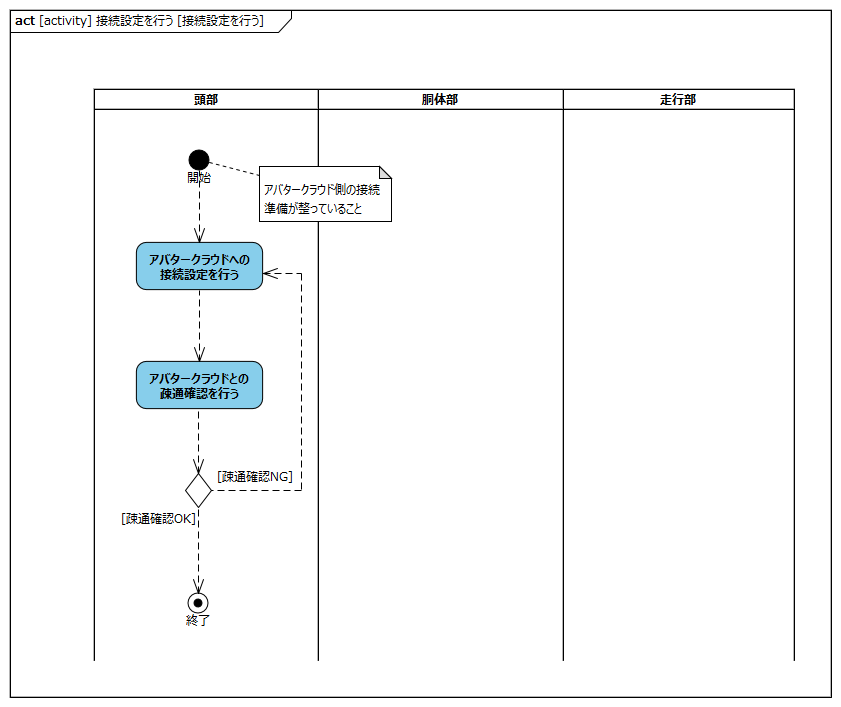 act [activity] 接続設定を行う [接続設定を行う]
頭部
胴体部
走行部
開始
アバタークラウド側の接続
準備が整っていること
アバタークラウドへの
接続設定を行う
アバタークラウドとの
疎通確認を行う
[疎通確認NG]
[疎通確認OK]
終了